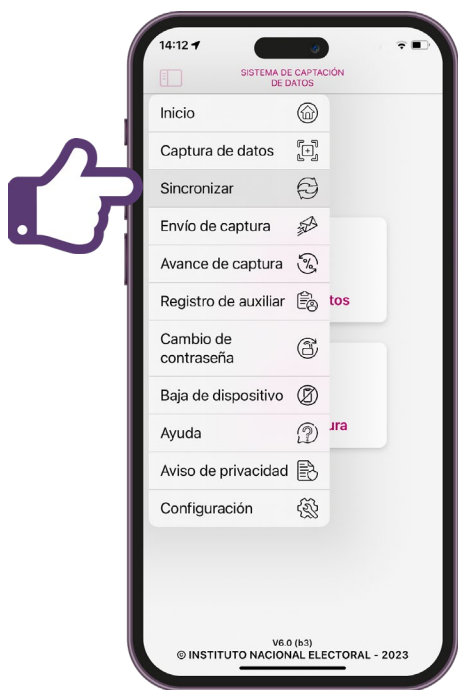 14:12
SISTEMA DE CAPTACIÓN
DE DATOS
Inicio
Captura de datos
Sincronizar
Envío de captura
Avance de captura
Registro de auxiliar
tos
Cambio de
contraseña
Baja de dispositivo
Ayuda
ura
Aviso de privacidad
Configuración
V6.0 (b3)
© INSTITUTO NACIONAL ELECTORAL - 2023